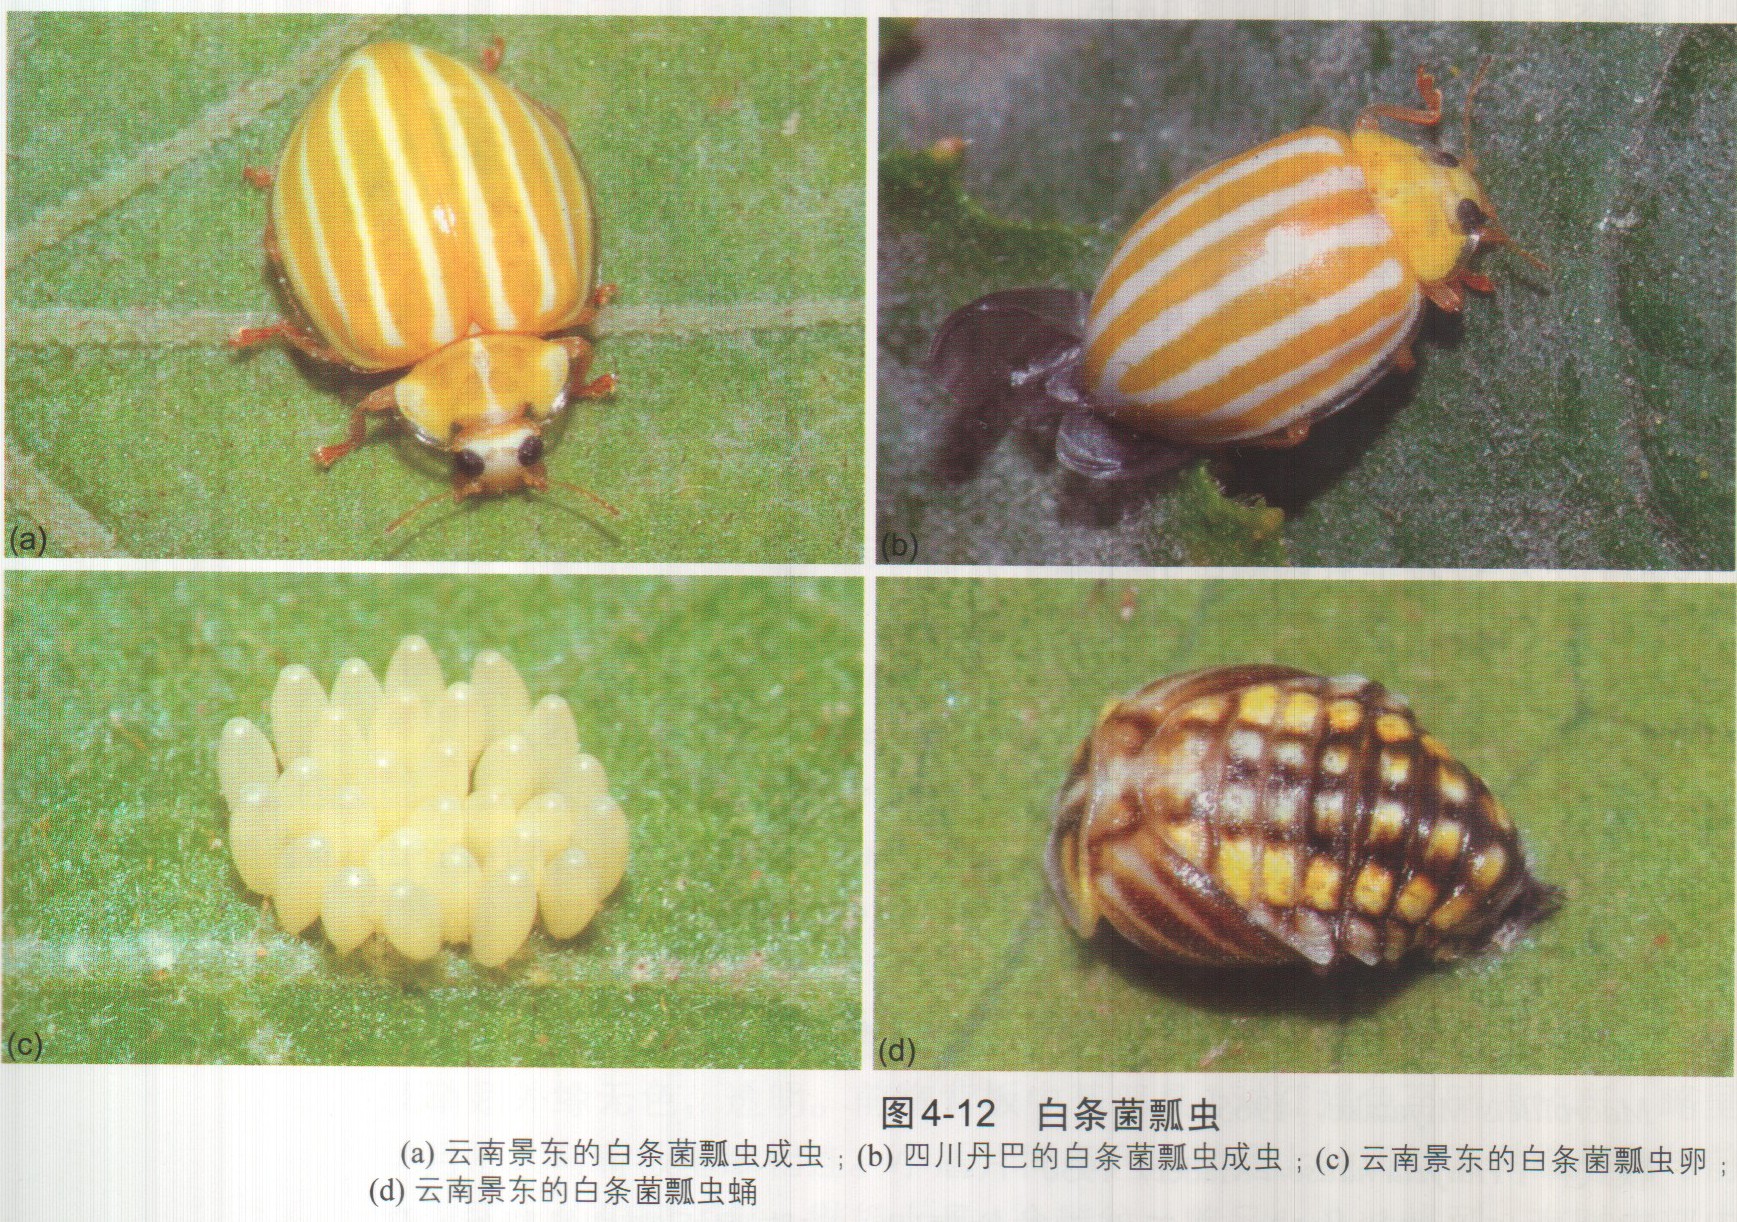 (a)
(b)
(c)
(d)
图4-12 白条菌瓢虫
(a) 云南景东的白条菌瓢虫成虫；(b) 四川丹巴的白条菌瓢虫成虫；(c) 云南景东的白条菌瓢虫卵；
(d) 云南景东的白条菌瓢虫蛹